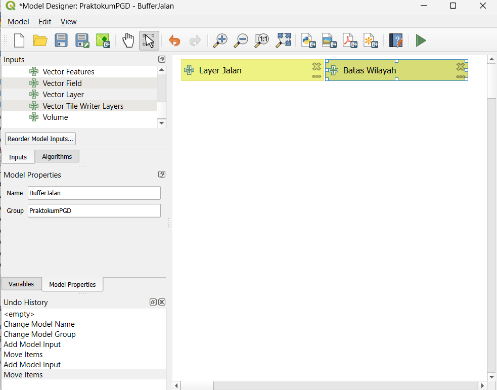 *Model Designer: PraktokumPGD - BufferJalan
Model Edit View
Inputs
Vector Features
Vector Field
Vector Layer
Vector Tile Writer Layers
Volume
Reorder Model Inputs...
Inputs Algorithms
Model Properties
Name BufferJalan
Group PraktokumPGD
Variables Model Properties
Undo History
<empty>
Change Model Name
Change Model Group
Add Model Input
Move Items
Add Model Input
Move Items
Layer Jalan
Batas Wilayah